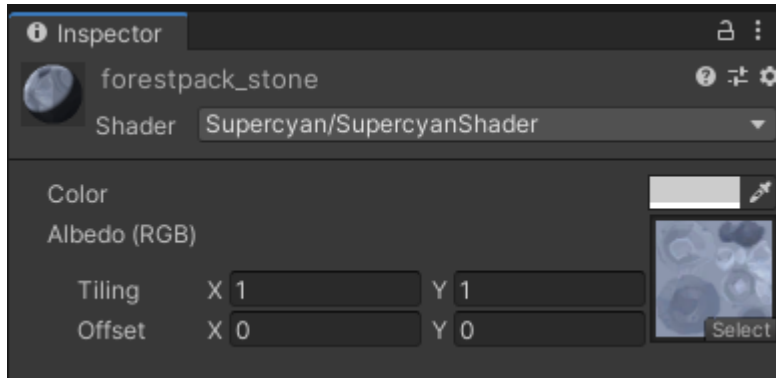 Inspector
forestpack_stone
Shader Supercyan/SupercyanShader
Color
Albedo (RGB)
Tiling X 1 Y 1
Offset X 0 Y 0
Select